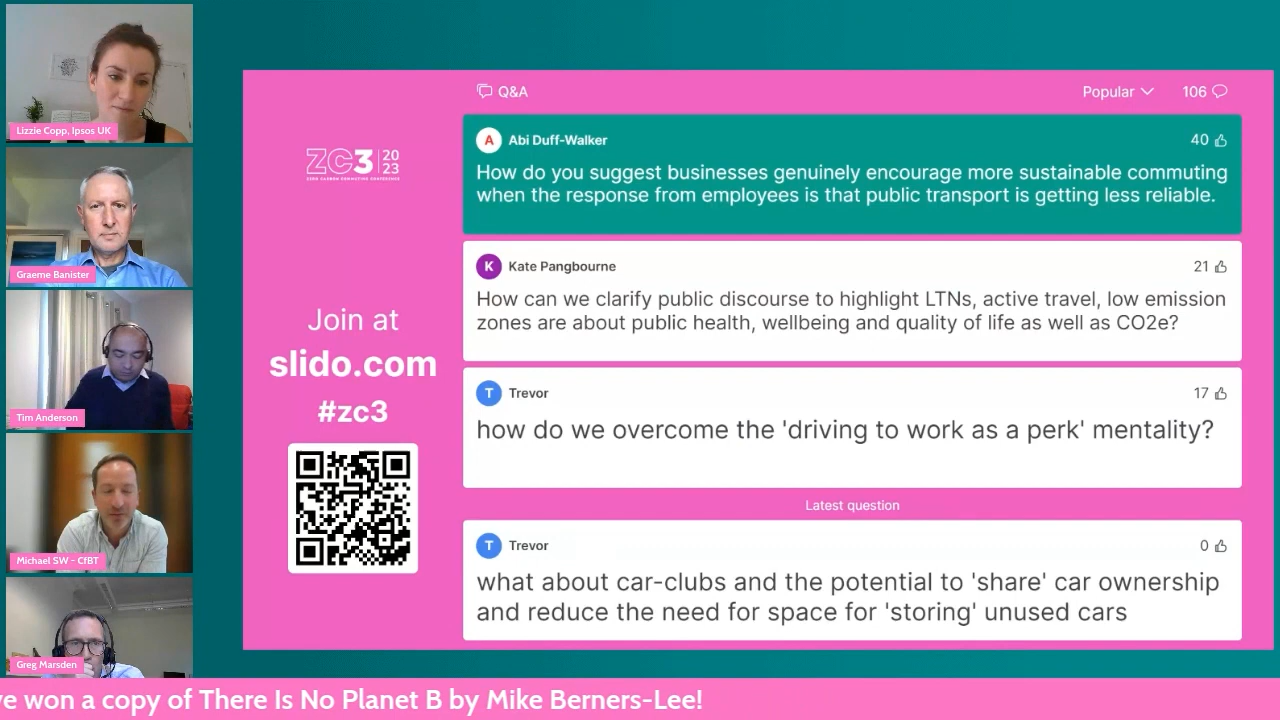 Lizzie Copp, Ipsos UK
Graeme Banister
Tim Anderson
Michael SW - CfBT
Greg Marsden
ZC3 20
23
ZERO CARBON COMMUTING CONFERENCE
Join at
slido.com
#zc3
Q&A
Popular
106
A
Abi Duff-Walker
40
How do you suggest businesses genuinely encourage more sustainable commuting
when the response from employees is that public transport is getting less reliable.
K
Kate Pangbourne
21
How can we clarify public discourse to highlight LTNs, active travel, low emission
zones are about public health, wellbeing and quality of life as well as CO2e?
T
Trevor
17
how do we overcome the 'driving to work as a perk' mentality?
Latest question
T
Trevor
0
what about car-clubs and the potential to 'share' car ownership
and reduce the need for space for 'storing' unused cars
ve won a copy of There Is No Planet B by Mike Berners-Lee!